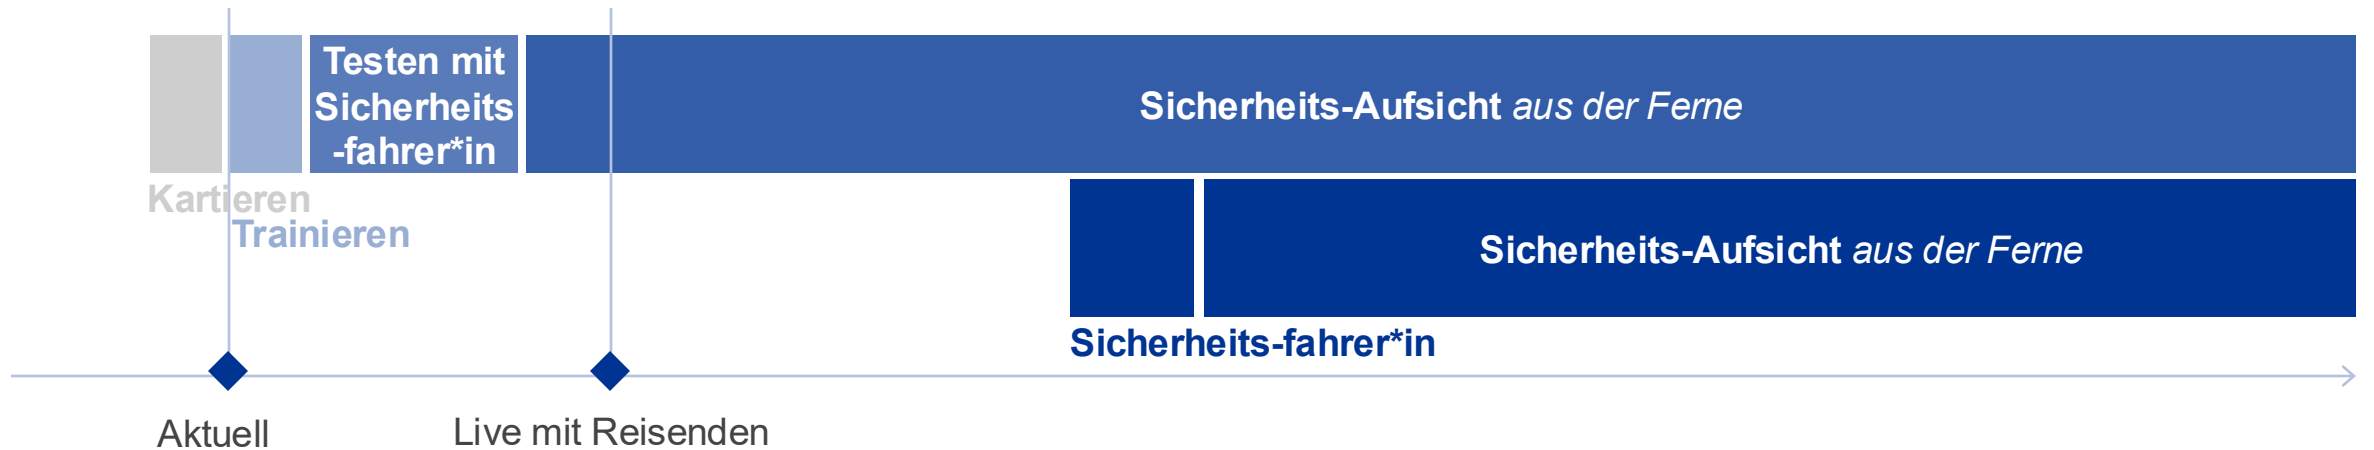 Testen mit
Sicherheits
-fahrer*in
Sicherheits-Aufsicht aus der Ferne
Kartieren
Trainieren
Sicherheits-Aufsicht aus der Ferne
Sicherheits-fahrer*in
Aktuell
Live mit Reisenden